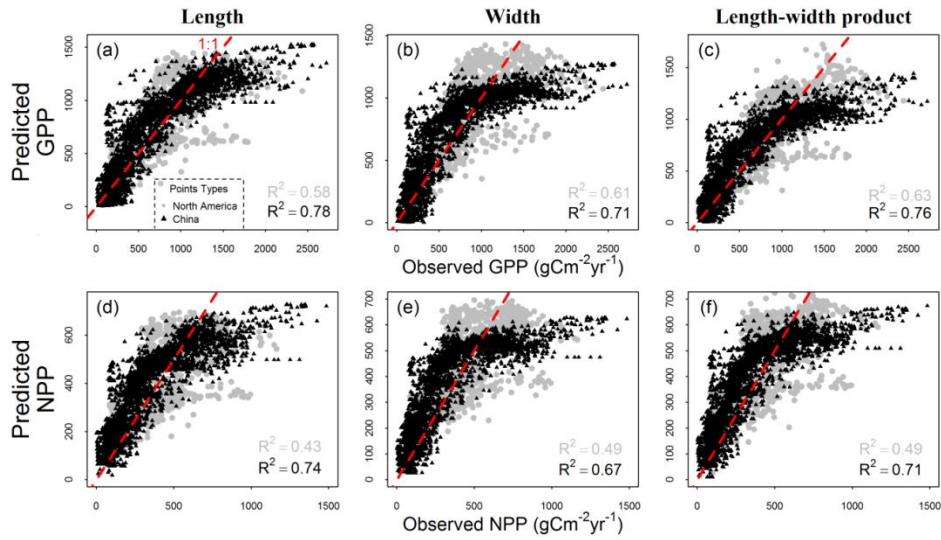 Length Width Length-width product
Predicted
GPP
(a) 1:1
1500
1000
500
0
Points Types
North America
China
R² = 0.58
R² = 0.78
0 500 1000 1500 2000 2500
(b)
1400
1000
600
200
0
R² = 0.61
R² = 0.71
0 500 1000 1500 2000 2500
(c)
1500
1000
500
0
R² = 0.63
R² = 0.76
0 500 1000 1500 2000 2500
Observed GPP (gCm⁻²yr⁻¹)
Predicted
NPP
(d)
600
400
200
0
R² = 0.43
R² = 0.74
0 500 1000 1500
(e)
700
600
500
400
300
200
100
0
R² = 0.49
R² = 0.67
0 500 1000 1500
(f)
700
600
500
400
300
200
100
0
R² = 0.49
R² = 0.71
0 500 1000 1500
Observed NPP (gCm⁻²yr⁻¹)